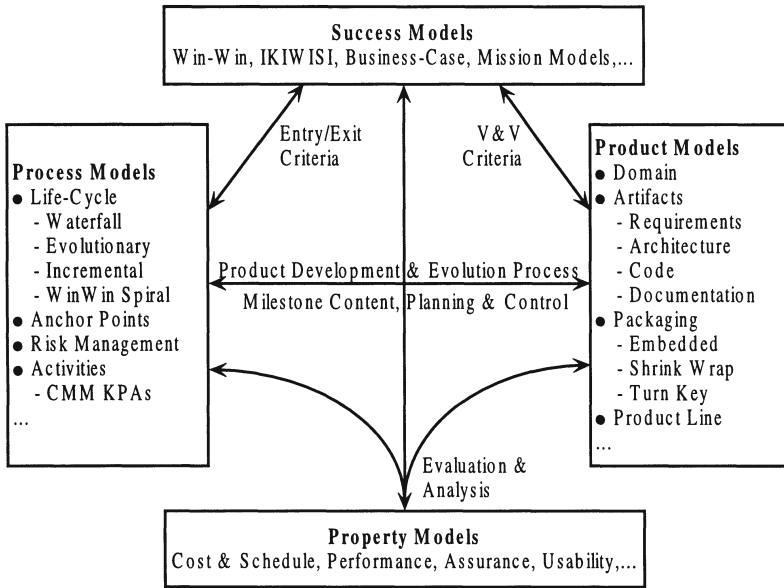 Success Models
Win-Win, IKIWISI, Business-Case, Mission Models,...
Entry/Exit
Criteria
V&V
Criteria
Process Models
● Life-Cycle
- Waterfall
- Evolutionary
- Incremental
- WinWin Spiral
● Anchor Points
● Risk Management
● Activities
- CMM KPAs
...
Product Development & Evolution Process
Milestone Content, Planning & Control
Product Models
● Domain
● Artifacts
- Requirements
- Architecture
- Code
- Documentation
● Packaging
- Embedded
- Shrink Wrap
- Turn Key
● Product Line
...
Evaluation &
Analysis
Property Models
Cost & Schedule, Performance, Assurance, Usability,...